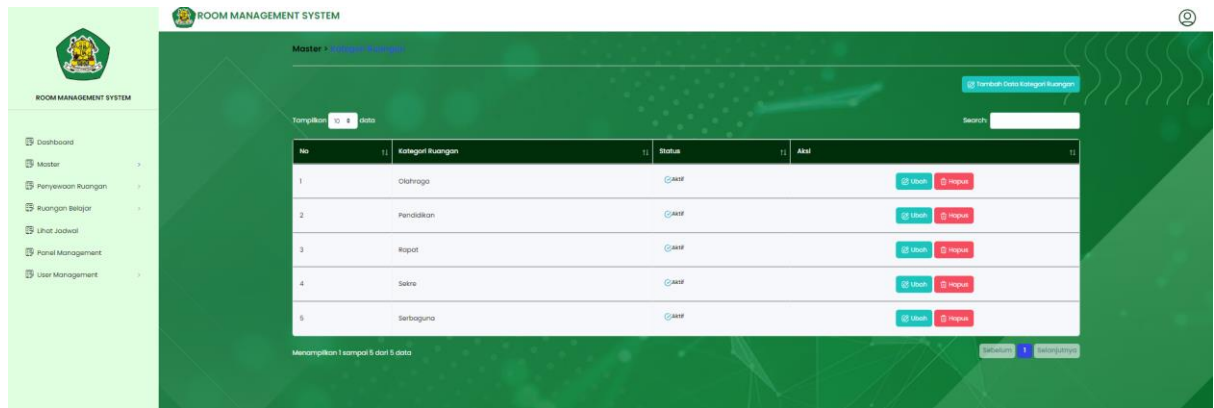 ROOM MANAGEMENT SYSTEM
ROOM MANAGEMENT SYSTEM
Dashboard
Master
Penyewaan Ruangan
Ruangan Belajar
Lihat Jadwal
Panel Management
User Management
Master > Kategori Ruangan
Tambah Data Kategori Ruangan
Tampilkan 10 data Search:
No Kategori Ruangan Status Aksi
1 Olahraga Aktif Ubah Hapus
2 Pendidikan Aktif Ubah Hapus
3 Rapat Aktif Ubah Hapus
4 Sekre Aktif Ubah Hapus
5 Serbaguna Aktif Ubah Hapus
Menampilkan 1 sampai 5 dari 5 data Sebelum 1 Selanjutnya